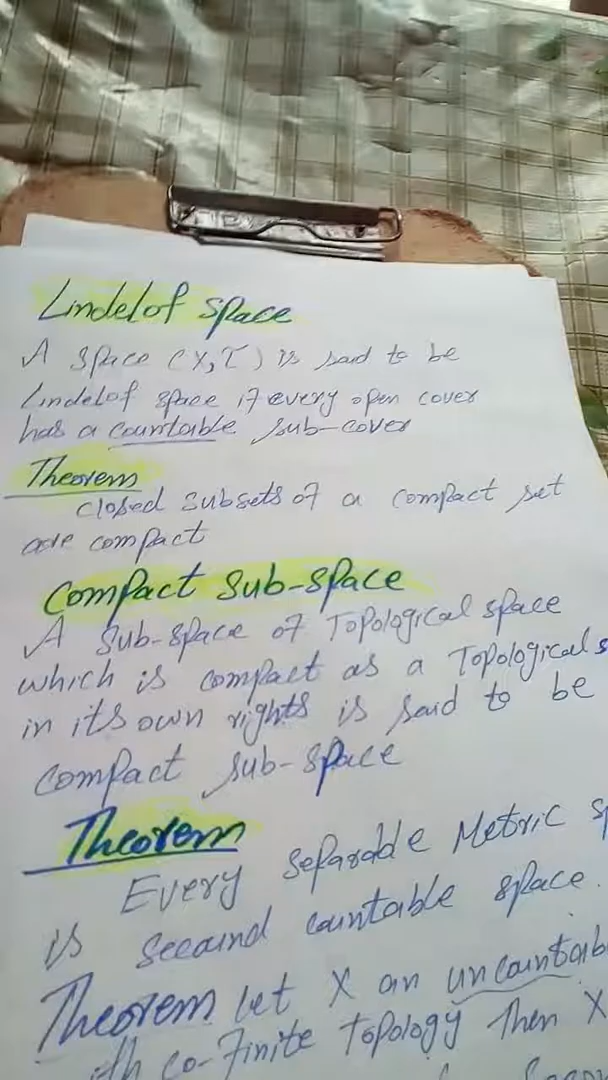 Lindelof space
A space (X, τ) is said to be
Lindelof space if every open cover
has a countable sub-cover
Theorem
closed subsets of a compact set
are compact
Compact Sub-space
A Sub-space of Topological space
which is compact as a Topological s
in its own rights is said to be
compact sub-space
Theorem
Every separable Metric sp
is secound countable space.
Theorem let X an uncountab
ith co-finite topology Then X